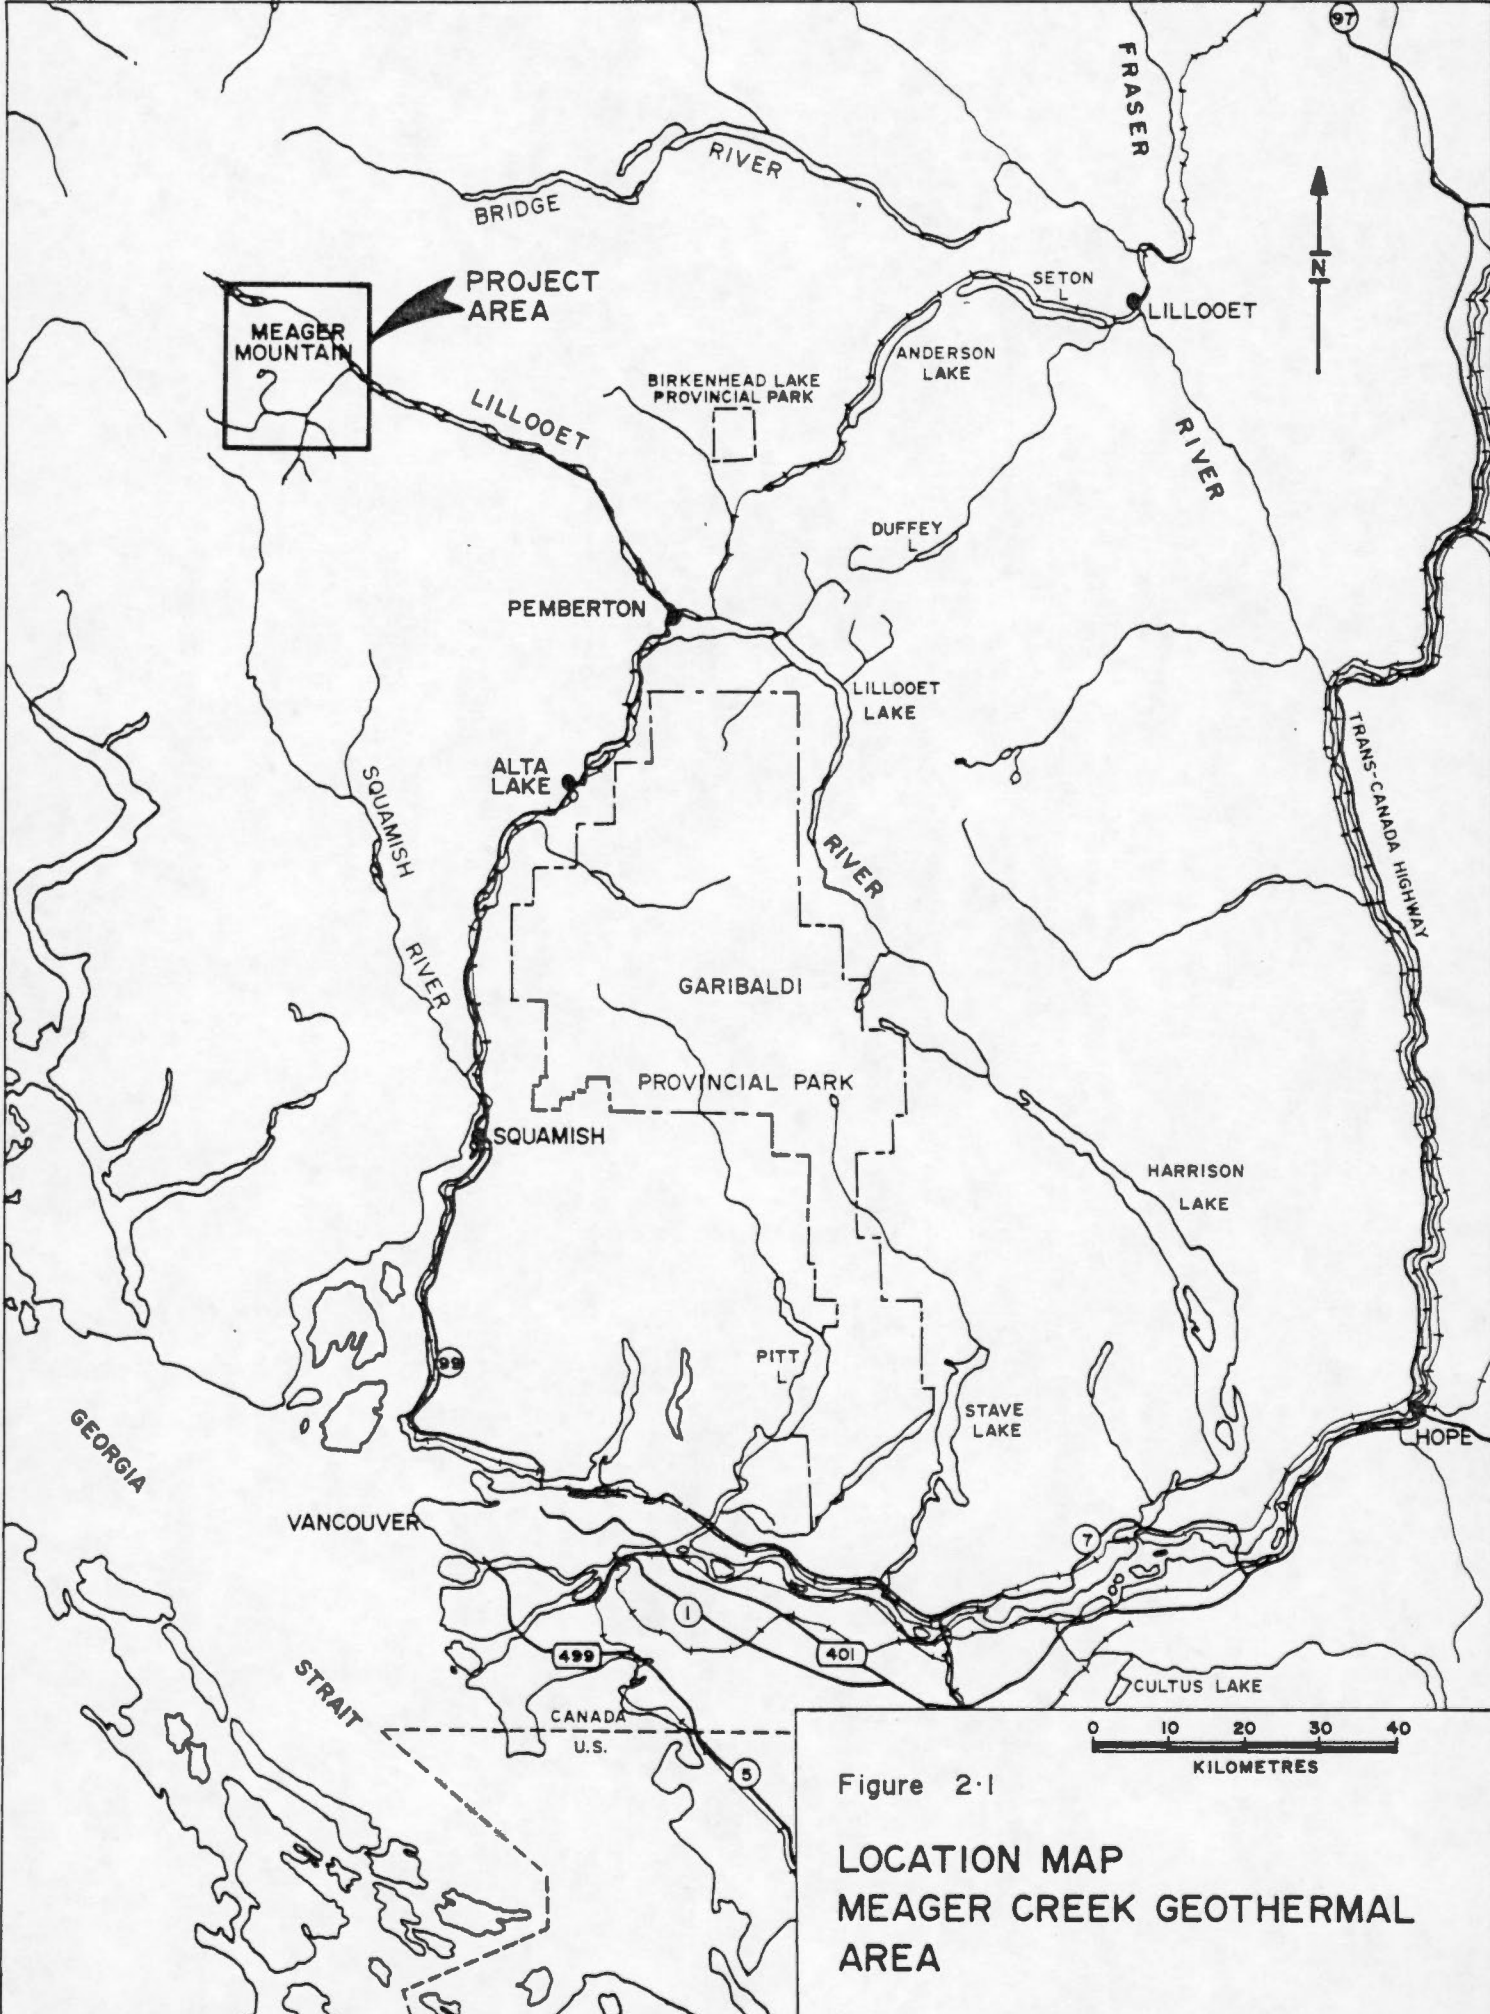 97
FRASER
RIVER
BRIDGE
PROJECT
AREA
SETON
L
LILLOOET
N
MEAGER
MOUNTAIN
ANDERSON
LAKE
BIRKENHEAD LAKE
PROVINCIAL PARK
LILLOOET
RIVER
DUFFEY
L
PEMBERTON
LILLOOET
LAKE
TRANS-CANADA HIGHWAY
ALTA
LAKE
SQUAMISH
RIVER
RIVER
GARIBALDI
PROVINCIAL PARK
SQUAMISH
HARRISON
LAKE
99
PITT
L
STAVE
LAKE
HOPE
GEORGIA
VANCOUVER
7
1
499
401
STRAIT
CULTUS LAKE
CANADA
U.S.
5
0 10 20 30 40
KILOMETRES
Figure 2·1
LOCATION MAP
MEAGER CREEK GEOTHERMAL
AREA